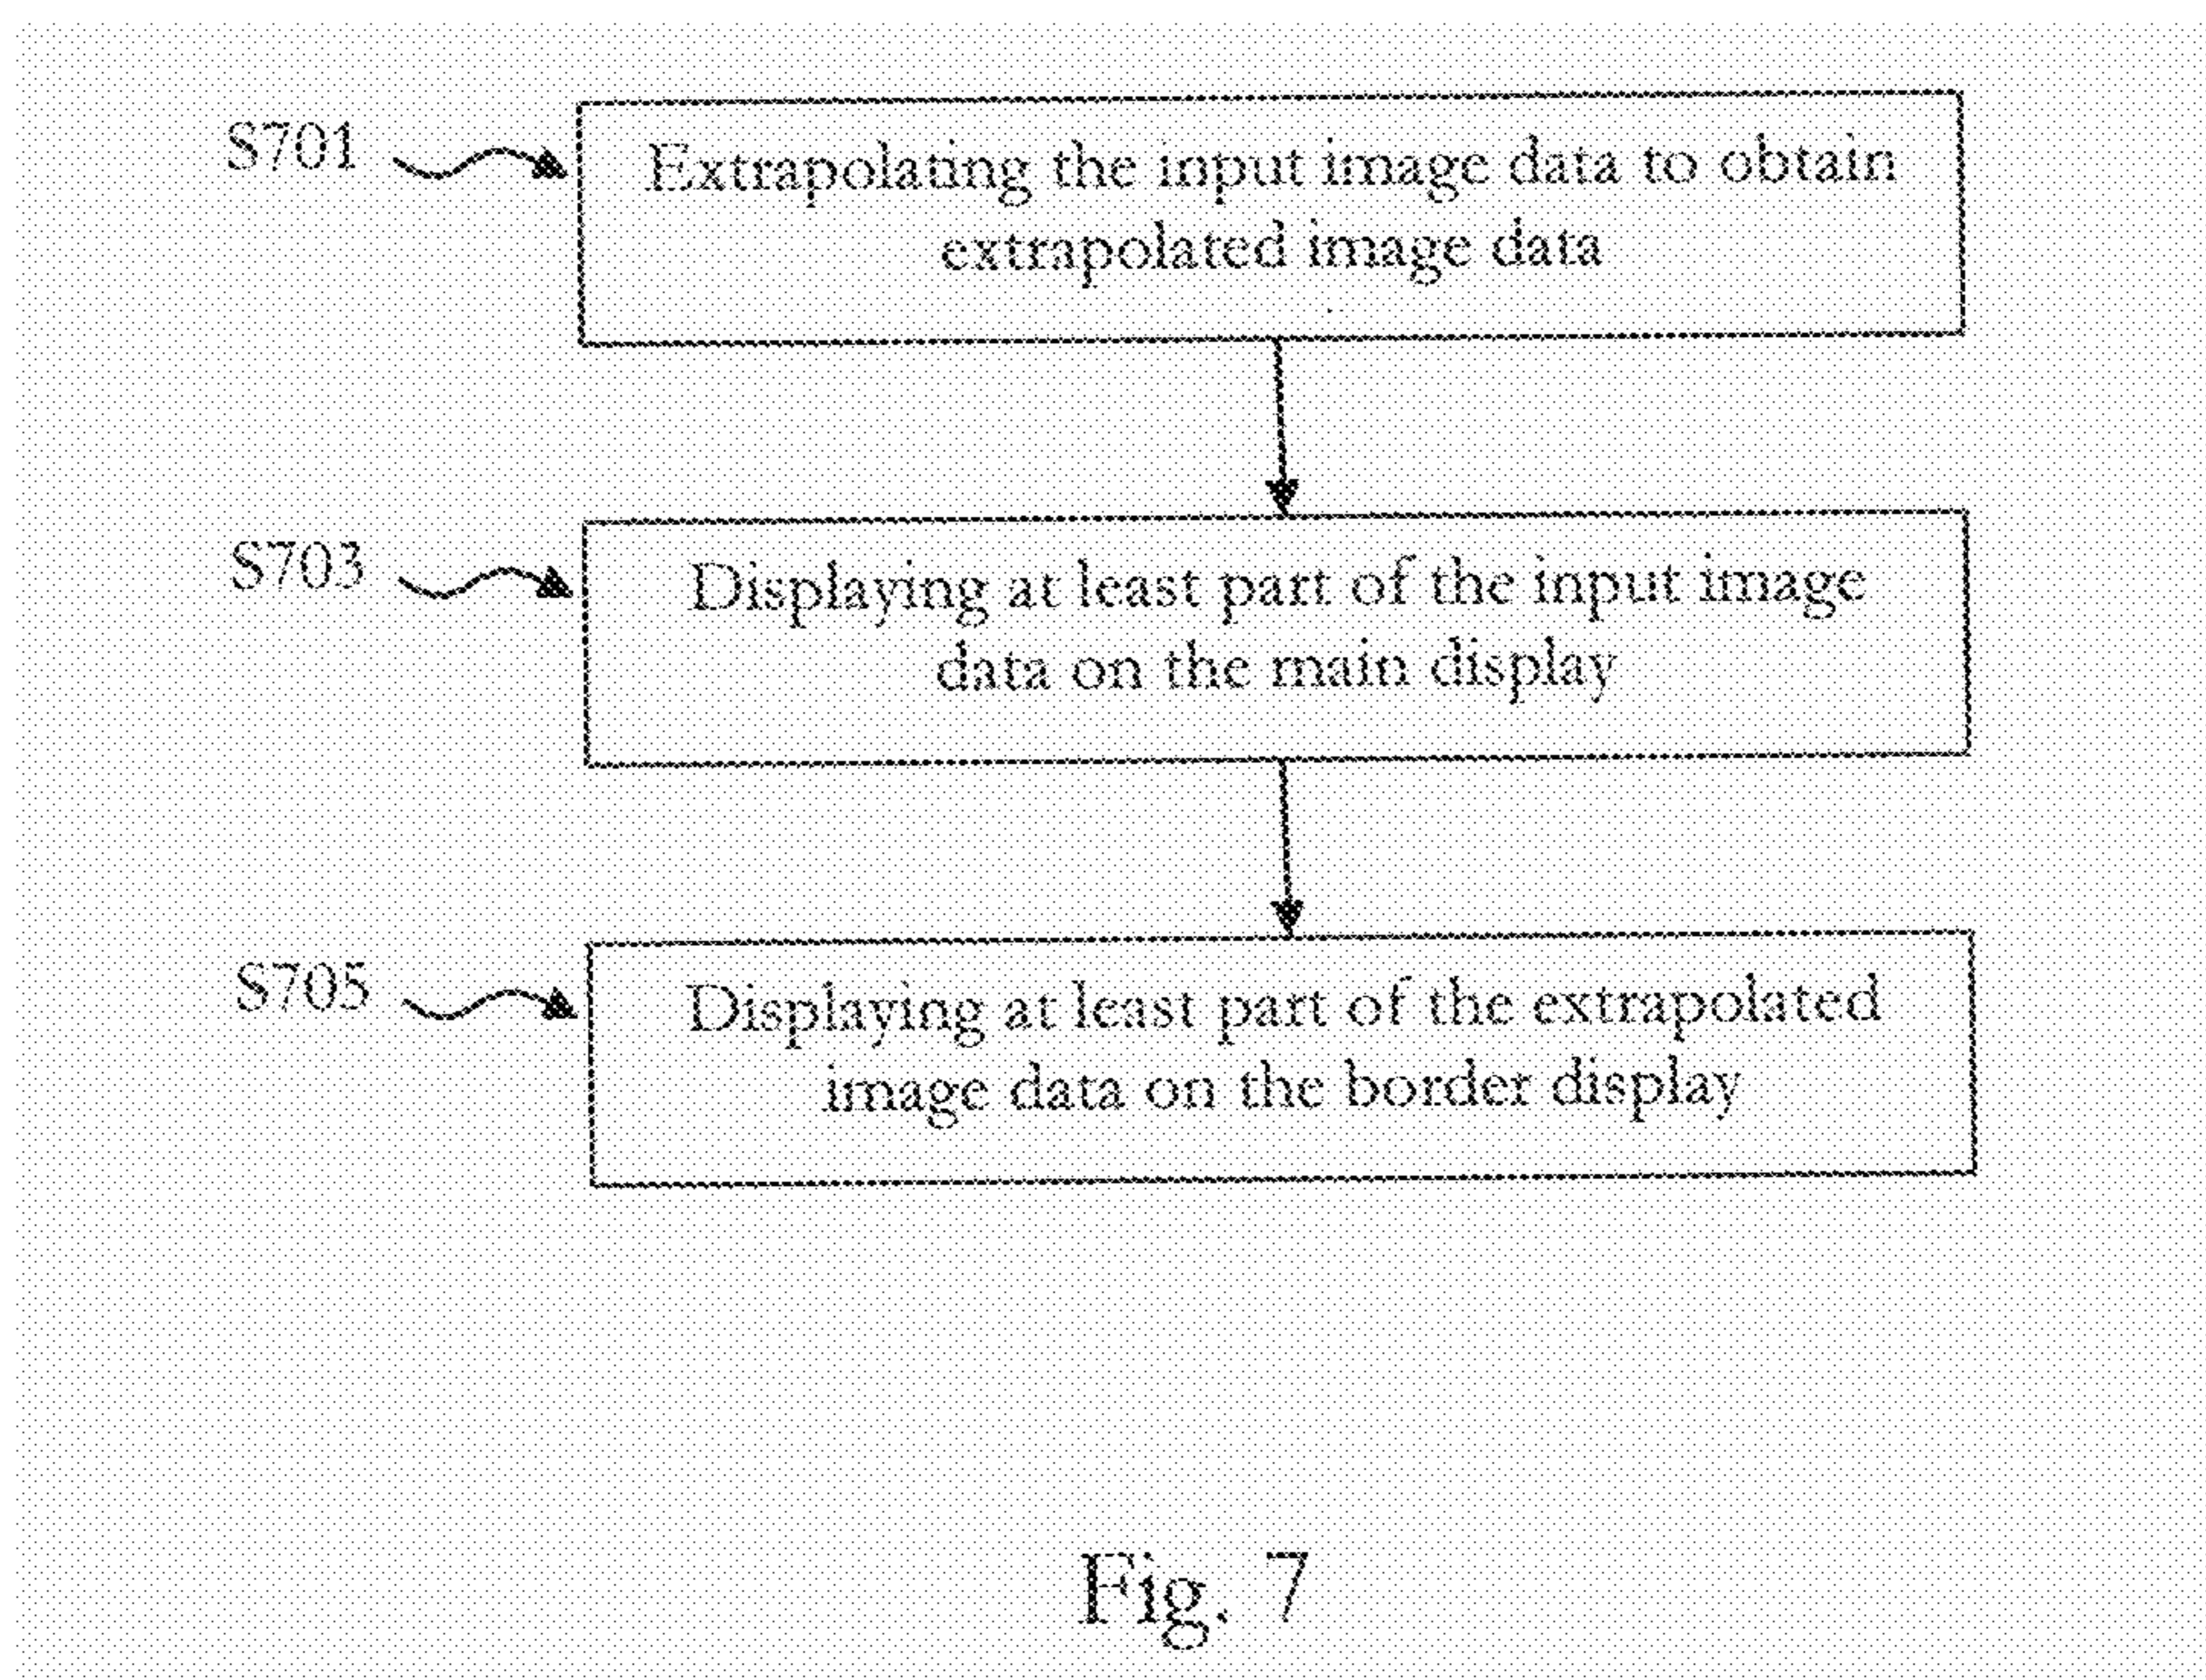 S701
Extrapolating the input image data to obtain
extrapolated image data
S703
Displaying at least part of the input image
data on the main display
S705
Displaying at least part of the extrapolated
image data on the border display
Fig. 7